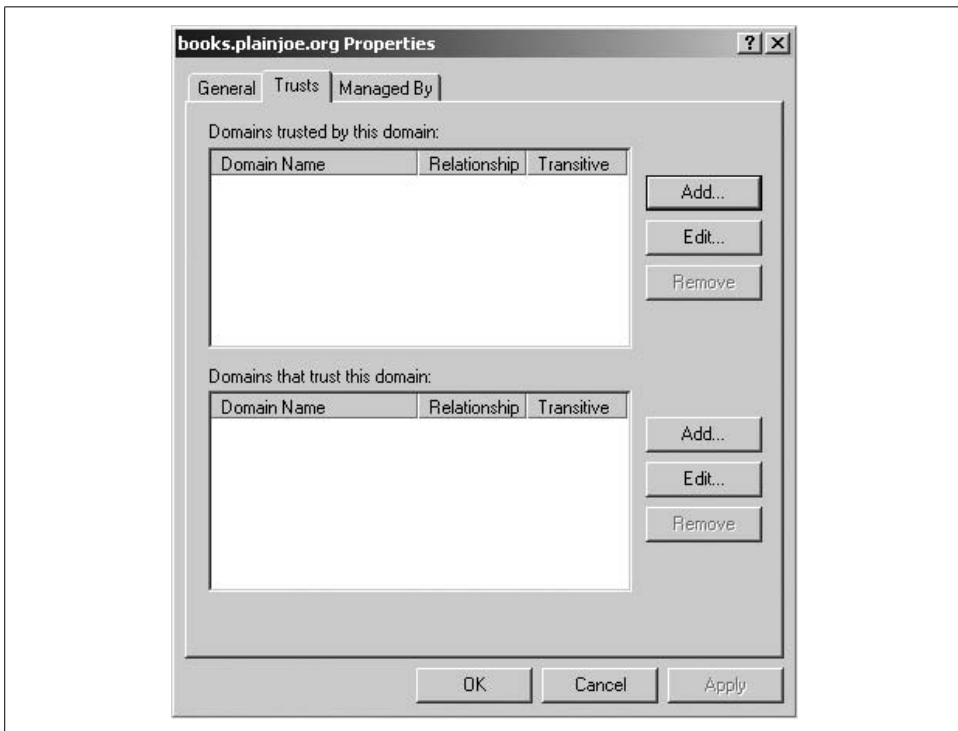 books.plainjoe.org Properties
General Trusts Managed By
Domains trusted by this domain:
Domain Name Relationship Transitive
Add...
Edit...
Remove
Domains that trust this domain:
Domain Name Relationship Transitive
Add...
Edit...
Remove
OK Cancel Apply